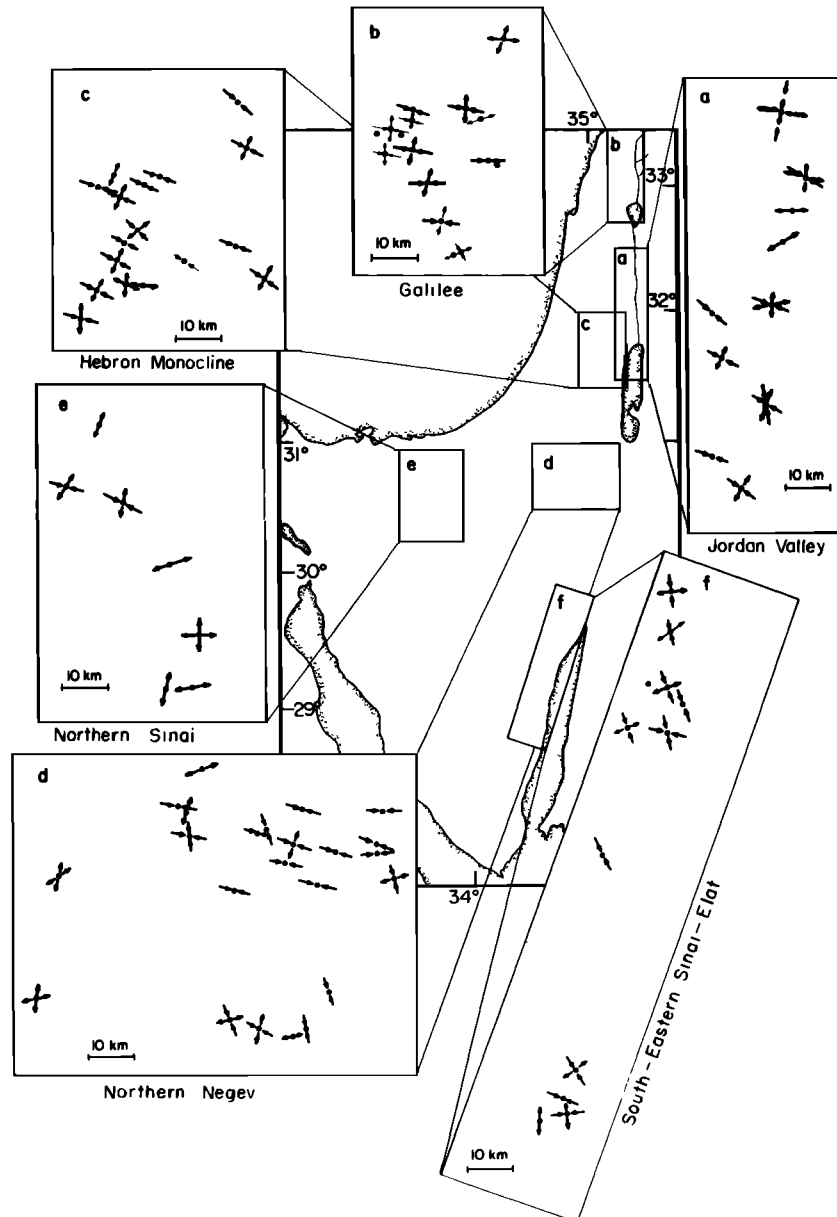 b
10 km
Galilee
c
10 km
Hebron Monocline
a
10 km
Jordan Valley
35°
33°
32°
31°
30°
29°
34°
b
a
c
e
d
f
e
10 km
Northern Sinai
d
10 km
Northern Negev
f
10 km
South-Eastern Sinai-Elat